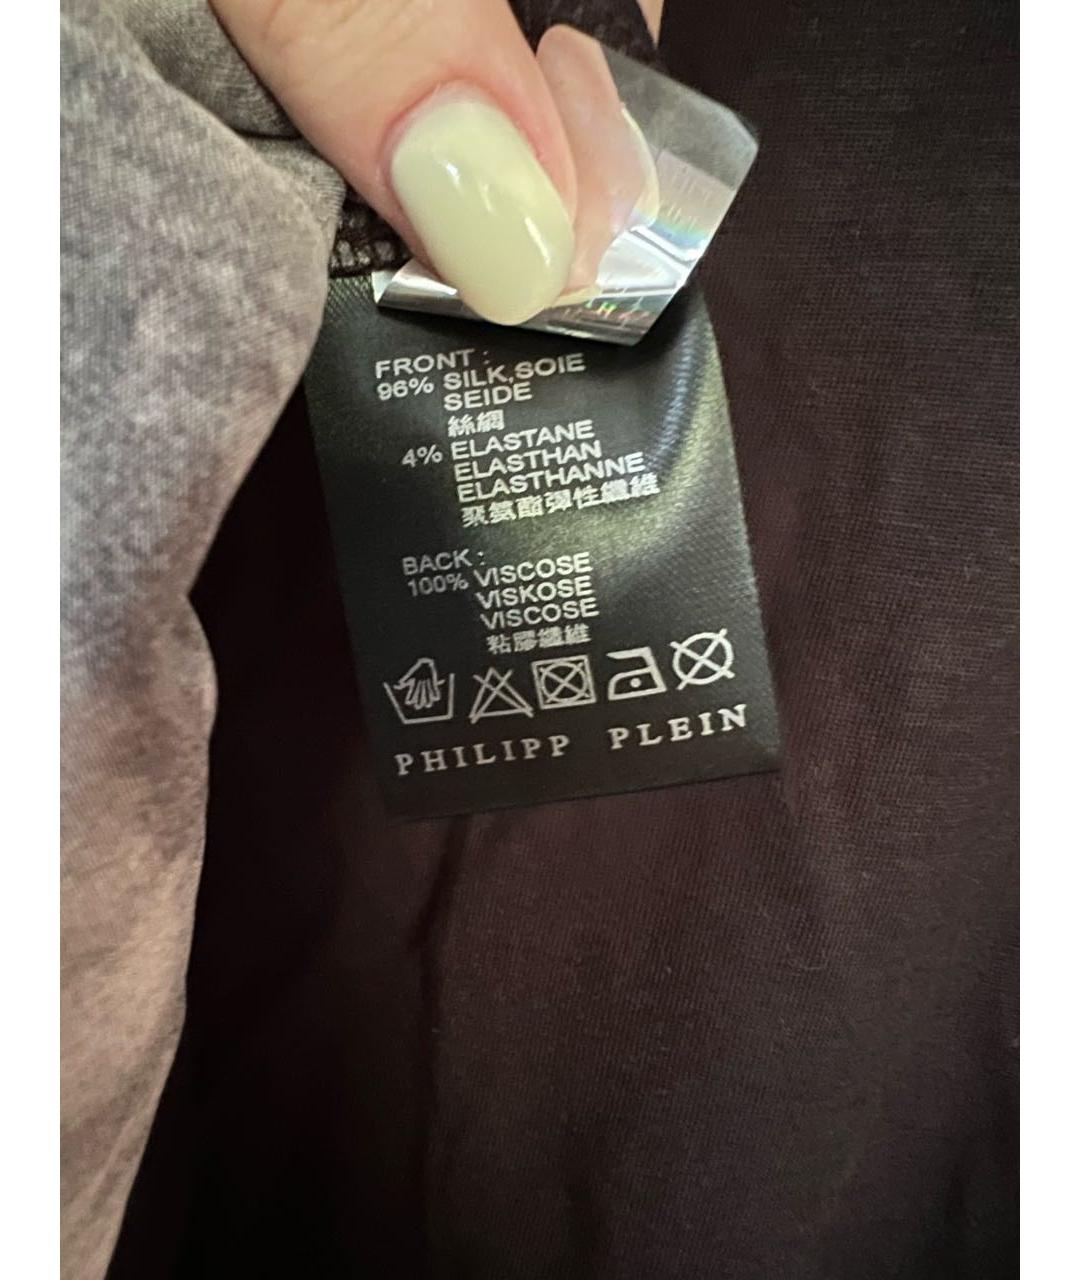 FRONT :
96% SILK,SOIE
SEIDE
絲綢
4% ELASTANE
ELASTHAN
ELASTHANNE
聚氨酯彈性纖維
BACK :
100% VISCOSE
VISKOSE
VISCOSE
粘膠纖維
PHILIPP PLEIN